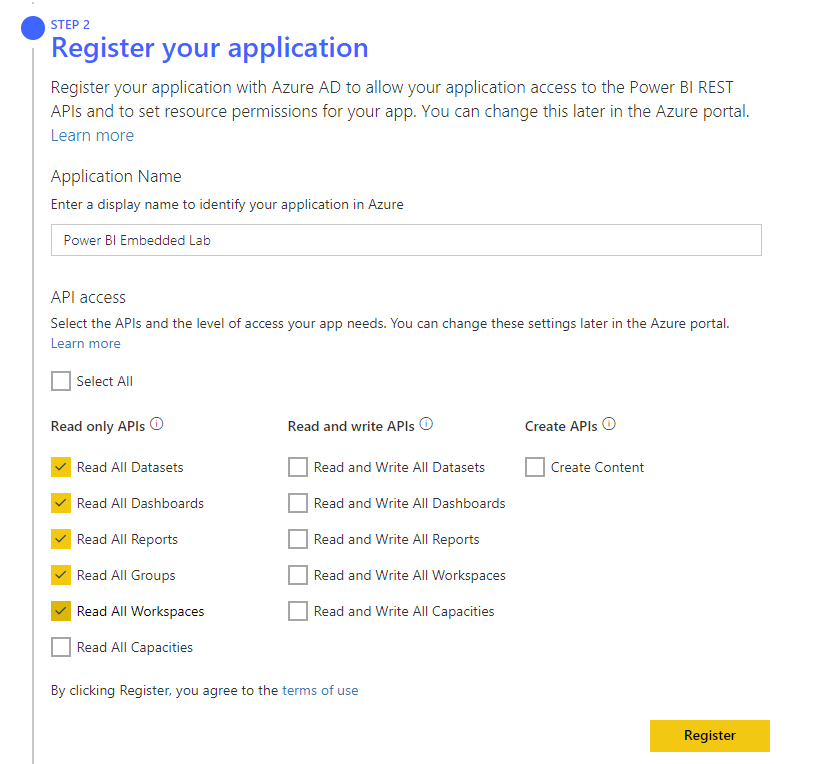 STEP 2
Register your application
Register your application with Azure AD to allow your application access to the Power BI REST
APIs and to set resource permissions for your app. You can change this later in the Azure portal.
Learn more
Application Name
Enter a display name to identify your application in Azure
Power BI Embedded Lab
API access
Select the APIs and the level of access your app needs. You can change these settings later in the Azure portal.
Learn more
Select All
Read only APIs
Read All Datasets
Read All Dashboards
Read All Reports
Read All Groups
Read All Workspaces
Read All Capacities
Read and write APIs
Read and Write All Datasets
Read and Write All Dashboards
Read and Write All Reports
Read and Write All Workspaces
Read and Write All Capacities
Create APIs
Create Content
By clicking Register, you agree to the terms of use
Register